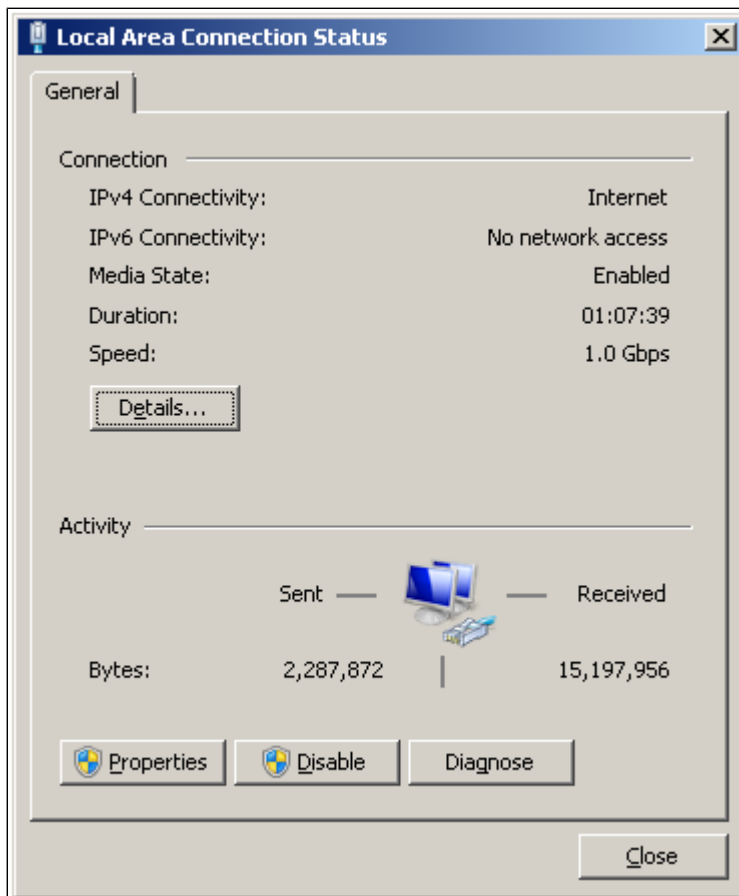 Local Area Connection Status
General
Connection
IPv4 Connectivity: Internet
IPv6 Connectivity: No network access
Media State: Enabled
Duration: 01:07:39
Speed: 1.0 Gbps
Details...
Activity
Sent Received
Bytes: 2,287,872 15,197,956
Properties Disable Diagnose
Close